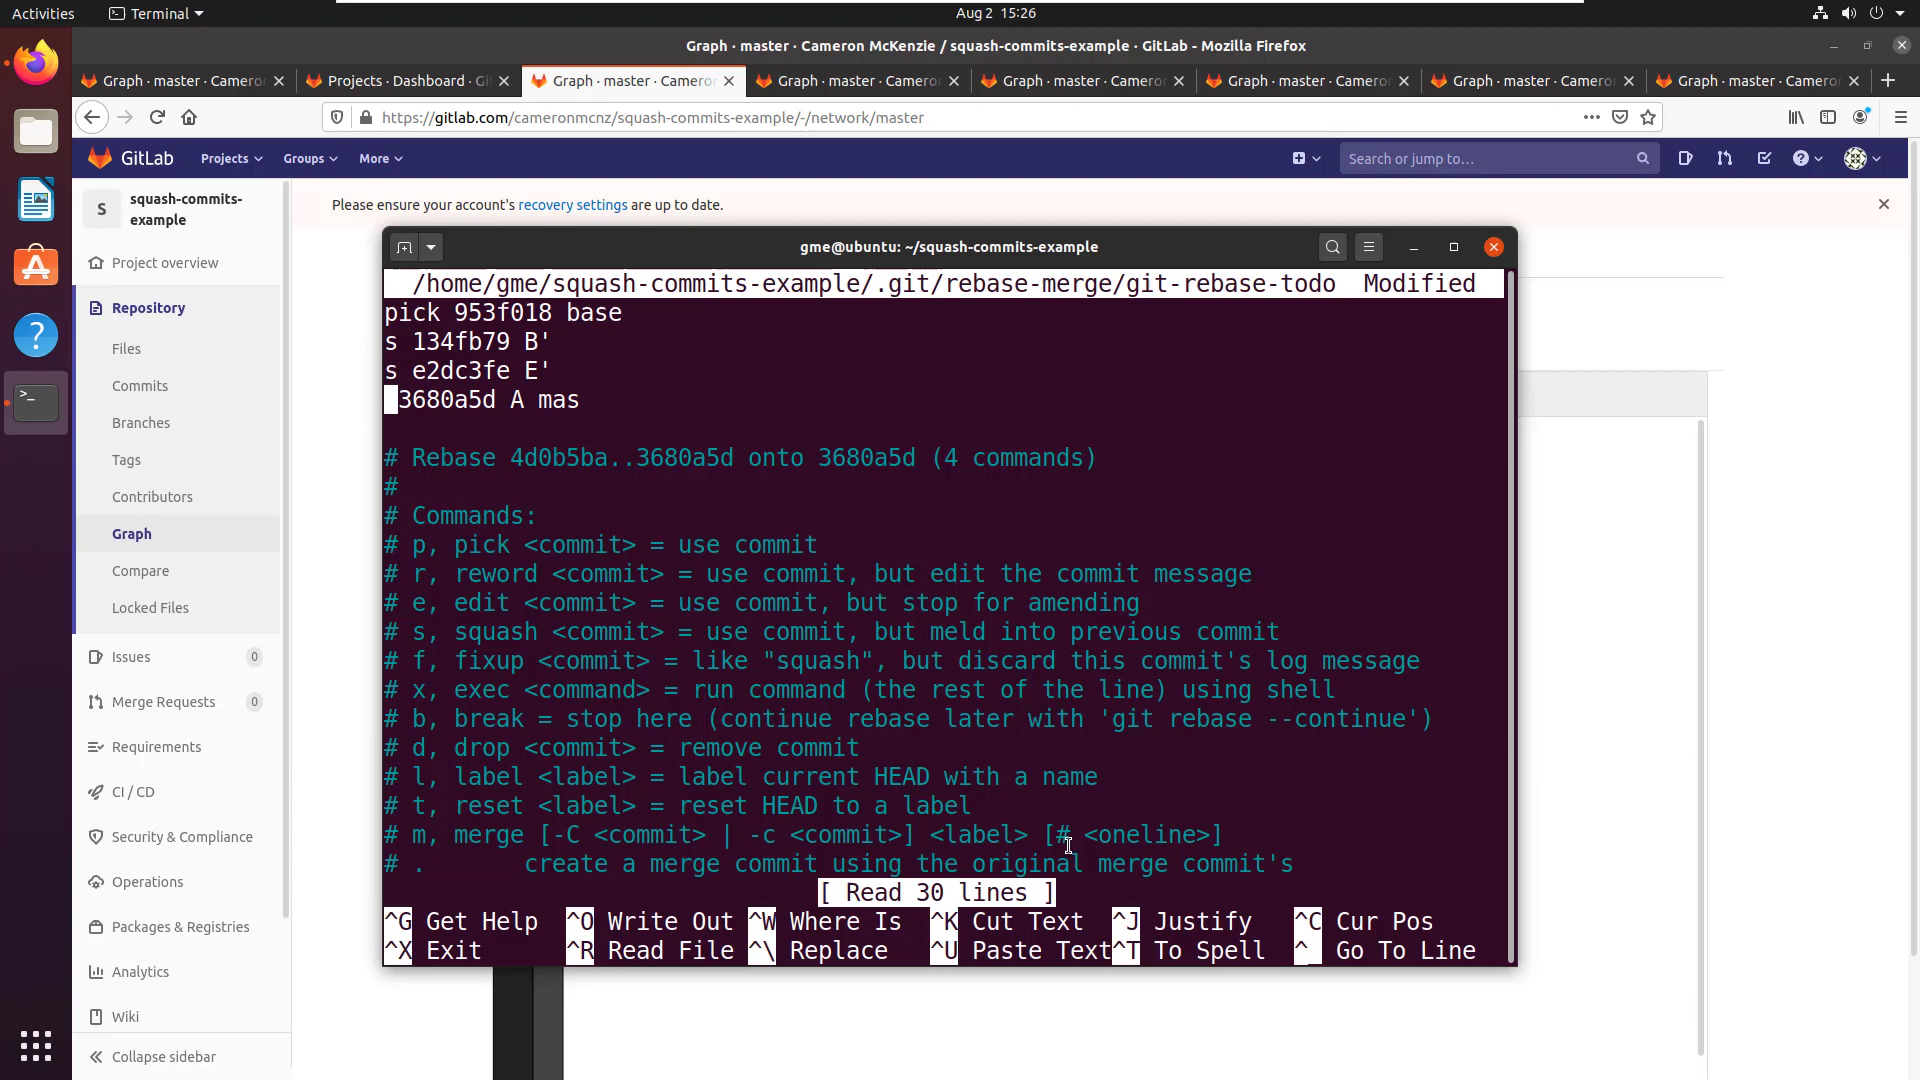 Activities
Terminal
Aug 2 15:26
Graph · master · Cameron McKenzie / squash-commits-example · GitLab - Mozilla Firefox
Graph · master · Cameron
Projects · Dashboard · Gi
Graph · master · Cameron
Graph · master · Cameron
Graph · master · Cameron
Graph · master · Cameron
Graph · master · Cameron
Graph · master · Cameron
https://gitlab.com/cameronmcnz/squash-commits-example/-/network/master
GitLab
Projects
Groups
More
Search or jump to...
S
squash-commits-
example
Please ensure your account's recovery settings are up to date.
Project overview
Repository
Files
Commits
Branches
Tags
Contributors
Graph
Compare
Locked Files
Issues 0
Merge Requests 0
Requirements
CI / CD
Security & Compliance
Operations
Packages & Registries
Analytics
Wiki
Collapse sidebar
gme@ubuntu: ~/squash-commits-example
/home/gme/squash-commits-example/.git/rebase-merge/git-rebase-todo Modified
pick 953f018 base
s 134fb79 B'
s e2dc3fe E'
3680a5d A mas
# Rebase 4d0b5ba..3680a5d onto 3680a5d (4 commands)
#
# Commands:
# p, pick <commit> = use commit
# r, reword <commit> = use commit, but edit the commit message
# e, edit <commit> = use commit, but stop for amending
# s, squash <commit> = use commit, but meld into previous commit
# f, fixup <commit> = like "squash", but discard this commit's log message
# x, exec <command> = run command (the rest of the line) using shell
# b, break = stop here (continue rebase later with 'git rebase --continue')
# d, drop <commit> = remove commit
# l, label <label> = label current HEAD with a name
# t, reset <label> = reset HEAD to a label
# m, merge [-C <commit> | -c <commit>] <label> [# <oneline>]
# . create a merge commit using the original merge commit's
[ Read 30 lines ]
^G Get Help ^O Write Out ^W Where Is ^K Cut Text ^J Justify ^C Cur Pos
^X Exit ^R Read File ^\ Replace ^U Paste Text ^T To Spell ^_ Go To Line